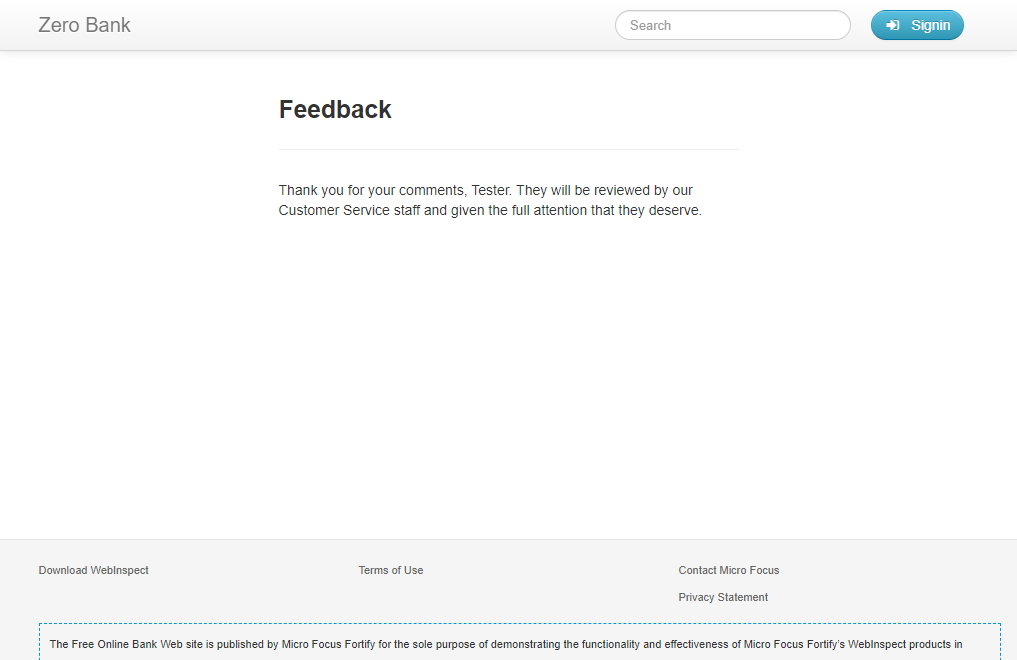 Zero Bank
Search
Signin
Feedback
Thank you for your comments, Tester. They will be reviewed by our
Customer Service staff and given the full attention that they deserve.
Download WebInspect
Terms of Use
Contact Micro Focus
Privacy Statement
The Free Online Bank Web site is published by Micro Focus Fortify for the sole purpose of demonstrating the functionality and effectiveness of Micro Focus Fortify's WebInspect products in